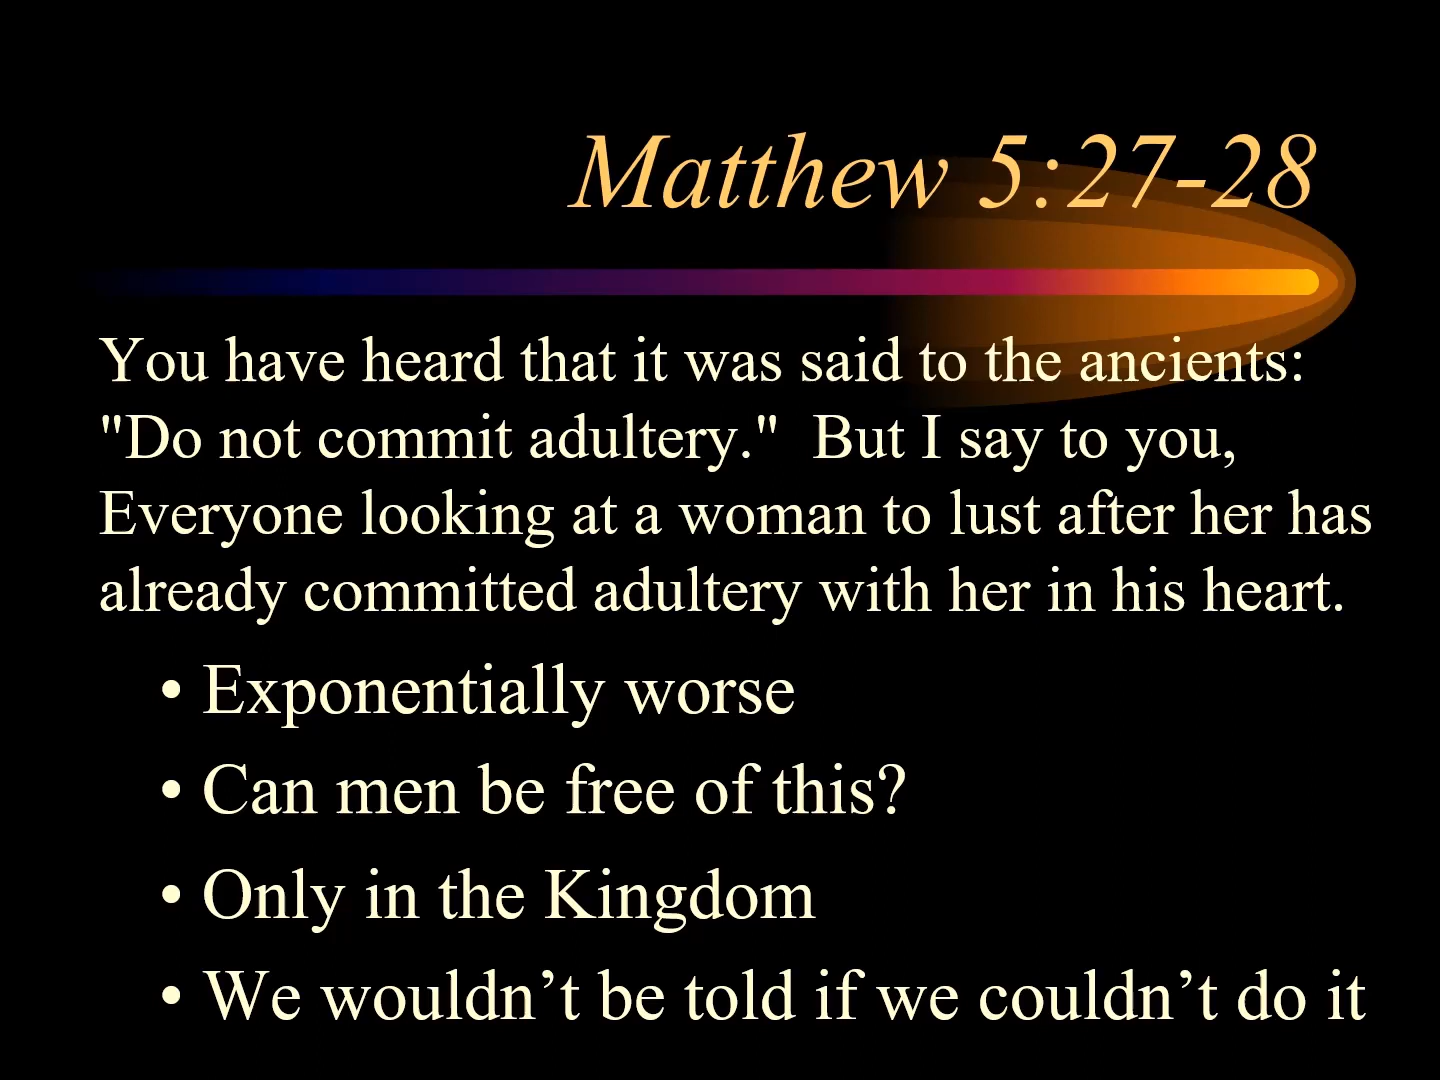 Matthew 5:27-28
You have heard that it was said to the ancients:
"Do not commit adultery."  But I say to you,
Everyone looking at a woman to lust after her has
already committed adultery with her in his heart.
• Exponentially worse
• Can men be free of this?
• Only in the Kingdom
• We wouldn’t be told if we couldn’t do it